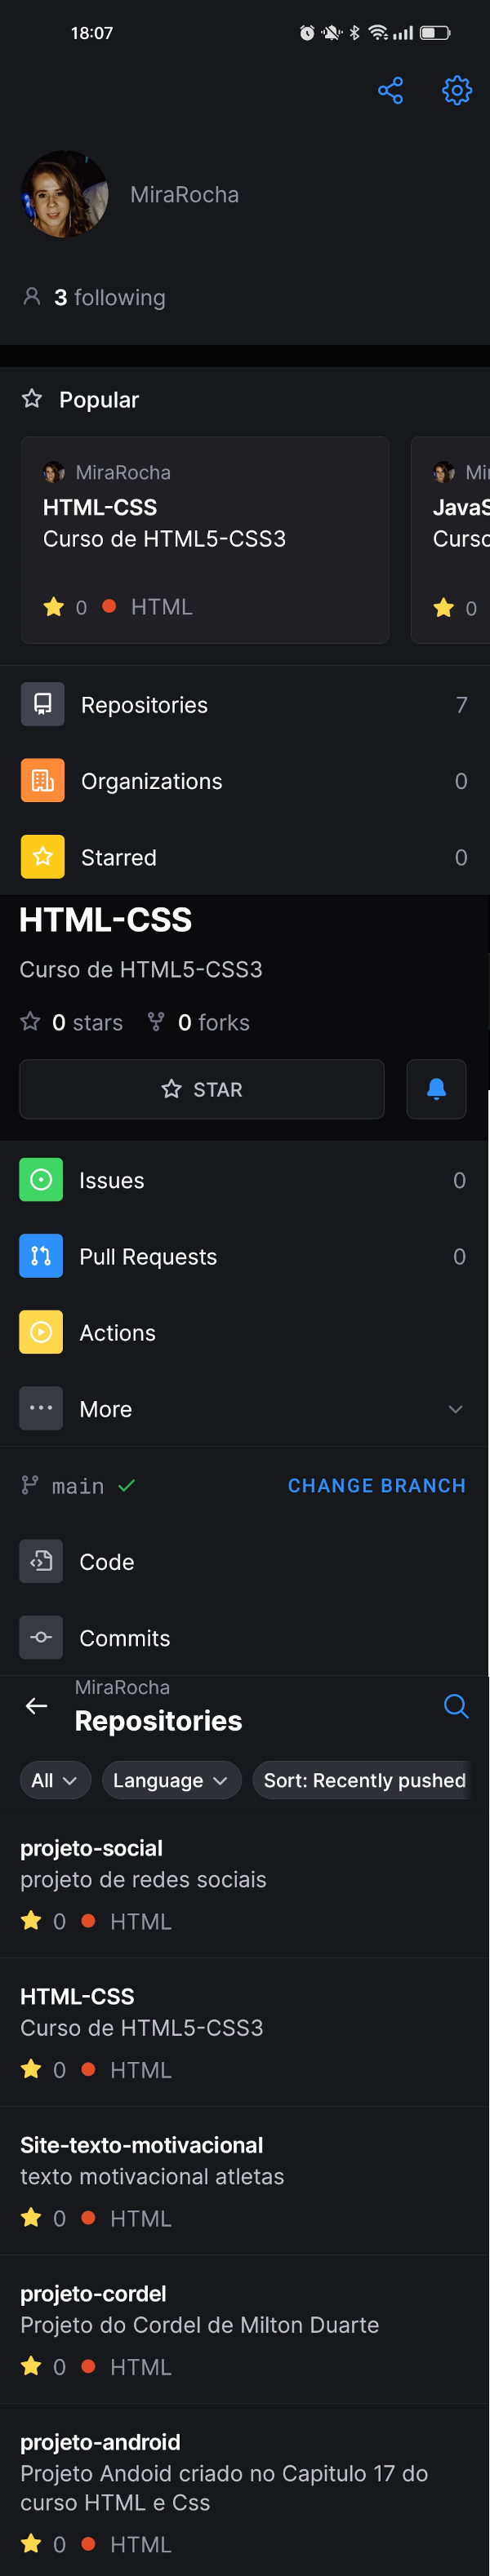 18:07
MiraRocha
3 following
Popular
MiraRocha
HTML-CSS
Curso de HTML5-CSS3
0 HTML
Mi
JavaS
Curso
0
Repositories 7
Organizations 0
Starred 0
HTML-CSS
Curso de HTML5-CSS3
0 stars 0 forks
STAR
Issues 0
Pull Requests 0
Actions
More
main CHANGE BRANCH
Code
Commits
MiraRocha
Repositories
All Language Sort: Recently pushed
projeto-social
projeto de redes sociais
0 HTML
HTML-CSS
Curso de HTML5-CSS3
0 HTML
Site-texto-motivacional
texto motivacional atletas
0 HTML
projeto-cordel
Projeto do Cordel de Milton Duarte
0 HTML
projeto-android
Projeto Andoid criado no Capitulo 17 do
curso HTML e Css
0 HTML